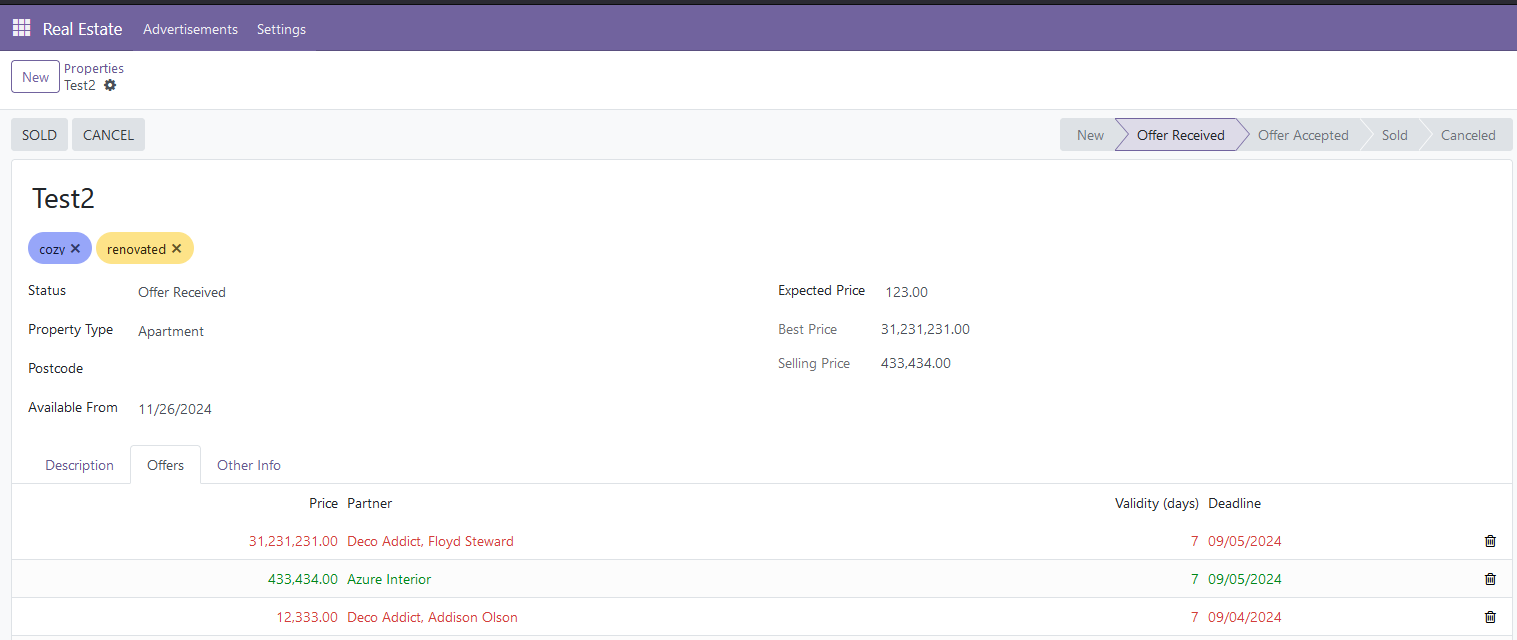 Real Estate Advertisements Settings
New Properties
Test2
SOLD CANCEL New Offer Received Offer Accepted Sold Canceled
Test2
cozy × renovated ×
Status Offer Received Expected Price 123.00
Property Type Apartment Best Price 31,231,231.00
Postcode Selling Price 433,434.00
Available From 11/26/2024
Description Offers Other Info
Price Partner Validity (days) Deadline
31,231,231.00 Deco Addict, Floyd Steward 7 09/05/2024
433,434.00 Azure Interior 7 09/05/2024
12,333.00 Deco Addict, Addison Olson 7 09/04/2024